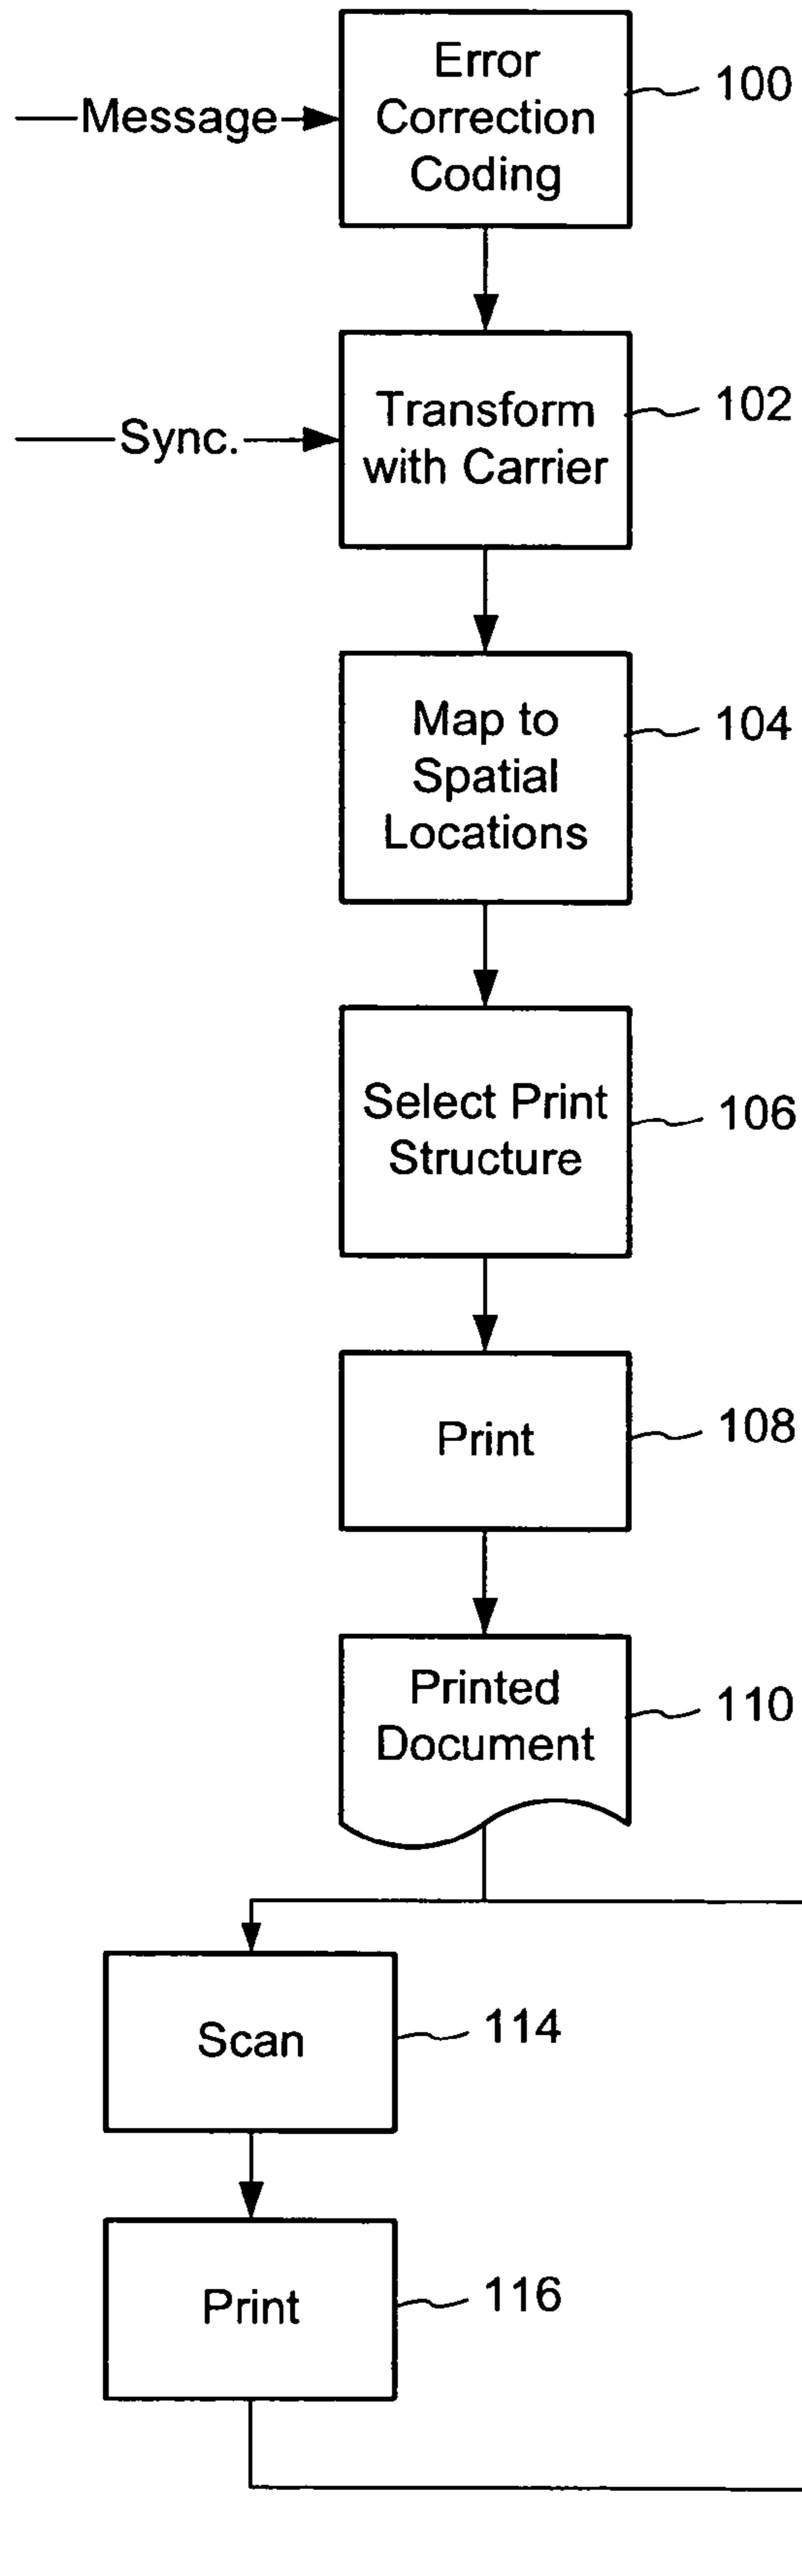 Error
Correction
Coding
100
Message
Transform
with Carrier
102
Sync.
Map to
Spatial
Locations
104
Select Print
Structure
106
Print
108
Printed
Document
110
Scan
114
Print
116